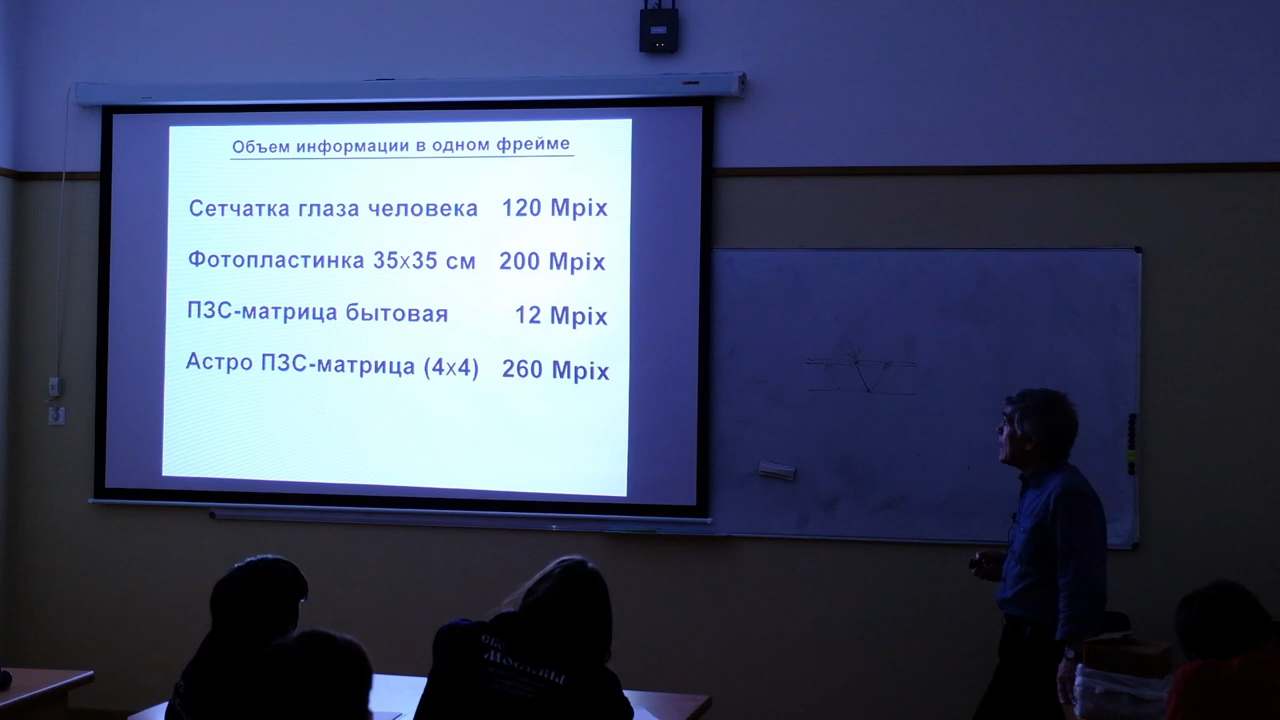 Объем информации в одном фрейме
Сетчатка глаза человека 120 Mpix
Фотопластинка 35x35 см 200 Mpix
ПЗС-матрица бытовая 12 Mpix
Астро ПЗС-матрица (4x4) 260 Mpix